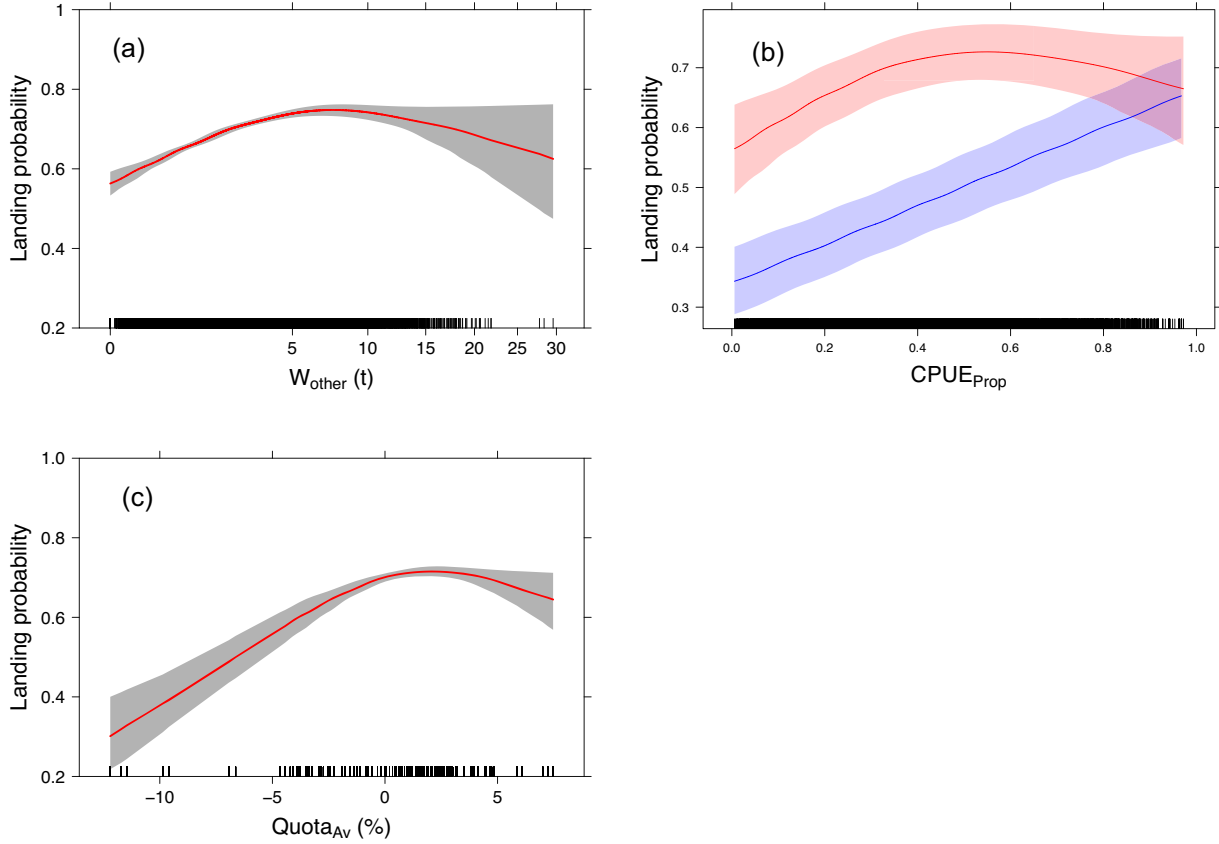 (a)
Landing probability
1
0.8
0.6
0.4
0.2
0 5 10 15 20 25 30
Wother (t)
(b)
Landing probability
0.7
0.6
0.5
0.4
0.3
0.0 0.2 0.4 0.6 0.8 1.0
CPUEProp
(c)
Landing probability
1.0
0.8
0.6
0.4
0.2
−10 −5 0 5
QuotaAv (%)